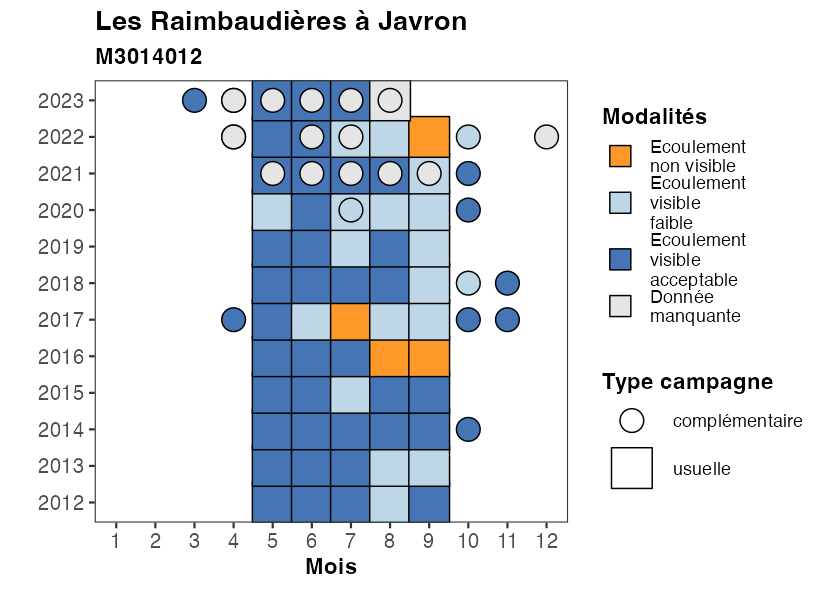 Les Raimbaudières à Javron
M3014012
2023
2022
2021
2020
2019
2018
2017
2016
2015
2014
2013
2012
1 2 3 4 5 6 7 8 9 10 11 12
Mois
Modalités
Ecoulement
non visible
Ecoulement
visible
faible
Ecoulement
visible
acceptable
Donnée
manquante
Type campagne
complémentaire
usuelle